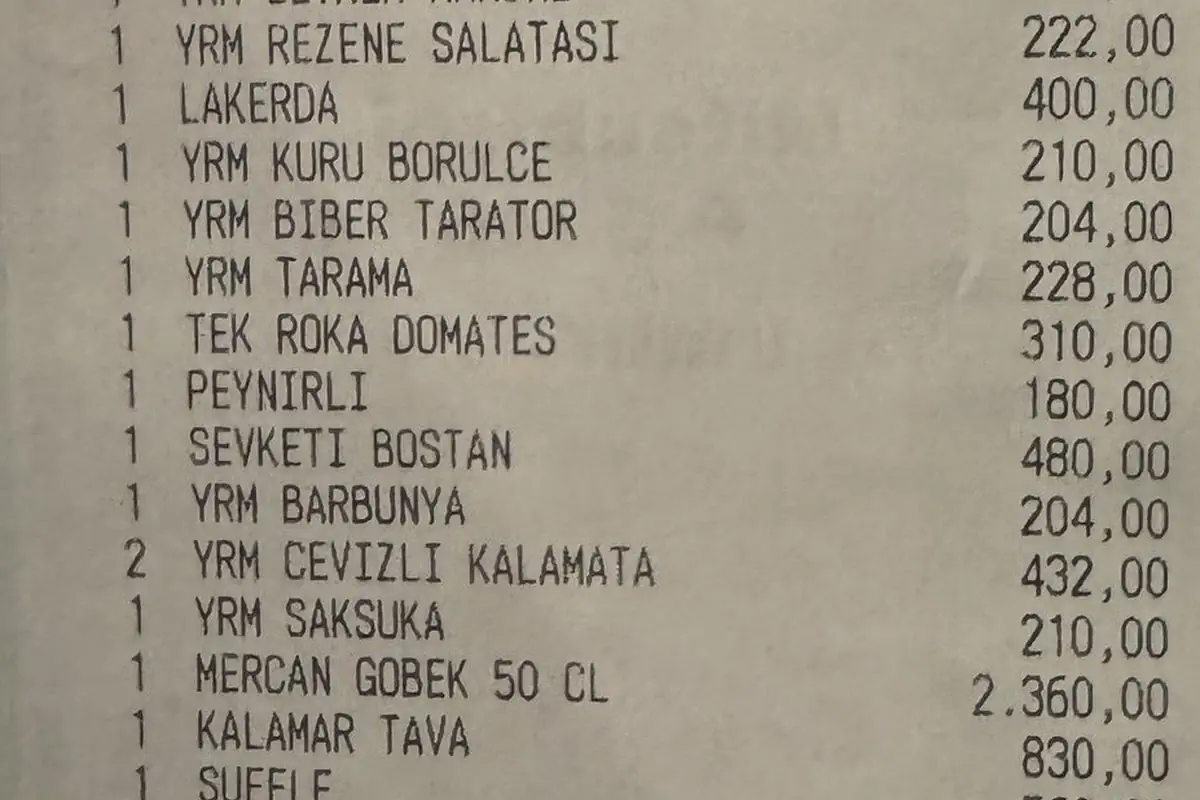 1 YRM REZENE SALATASI 222,00
1 LAKERDA 400,00
1 YRM KURU BORULCE 210,00
1 YRM BIBER TARATOR 204,00
1 YRM TARAMA 228,00
1 TEK ROKA DOMATES 310,00
1 PEYNIRLI 180,00
1 SEVKETI BOSTAN 480,00
1 YRM BARBUNYA 204,00
2 YRM CEVIZLI KALAMATA 432,00
1 YRM SAKSUKA 210,00
1 MERCAN GOBEK 50 CL 2.360,00
1 KALAMAR TAVA 830,00
1 SUFFLE